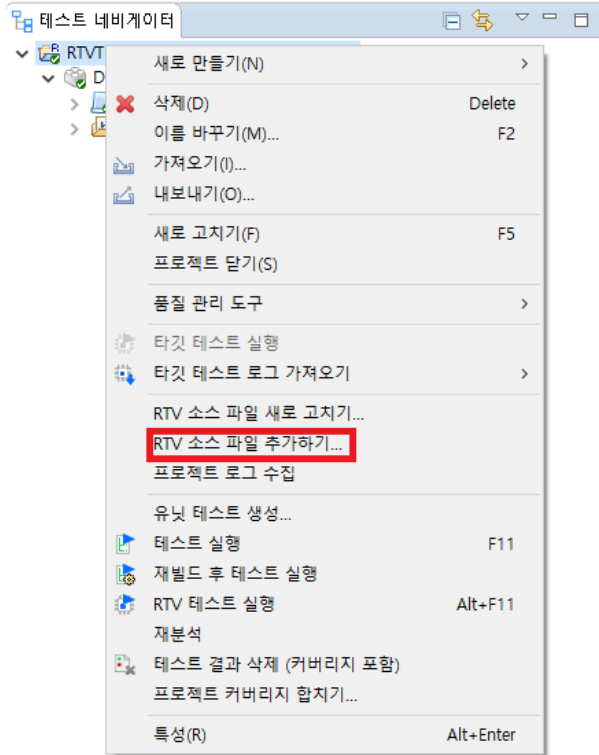 테스트 네비게이터
RTVT
D
새로 만들기(N)
삭제(D) Delete
이름 바꾸기(M)... F2
가져오기(I)...
내보내기(O)...
새로 고치기(F) F5
프로젝트 닫기(S)
품질 관리 도구
타깃 테스트 실행
타깃 테스트 로그 가져오기
RTV 소스 파일 새로 고치기...
RTV 소스 파일 추가하기...
프로젝트 로그 수집
유닛 테스트 생성...
테스트 실행 F11
재빌드 후 테스트 실행
RTV 테스트 실행 Alt+F11
재분석
테스트 결과 삭제 (커버리지 포함)
프로젝트 커버리지 합치기...
특성(R) Alt+Enter